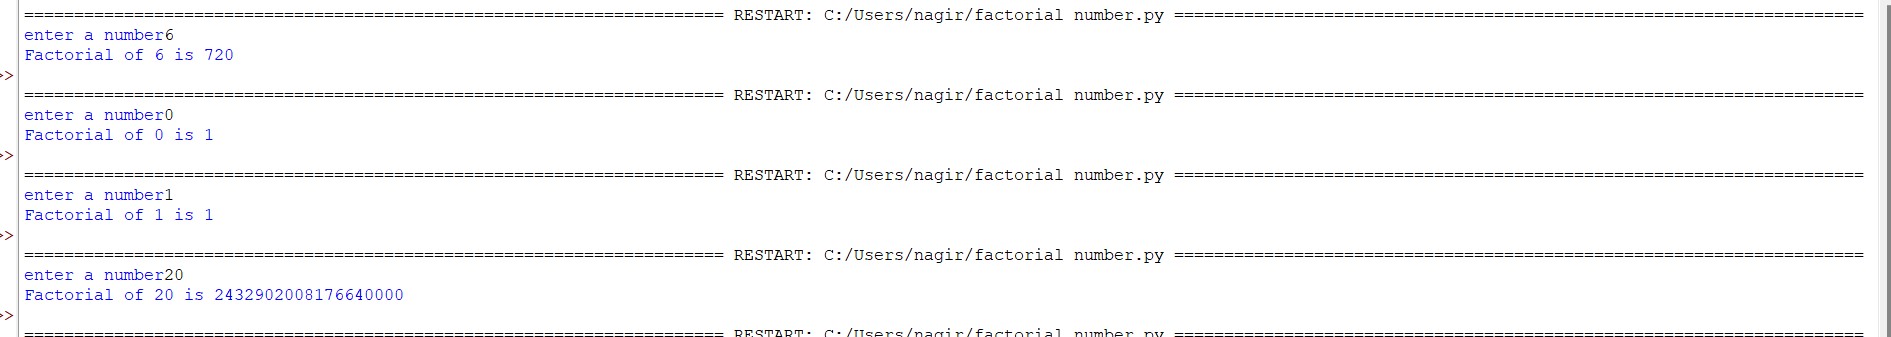 ======================================================================= RESTART: C:/Users/nagir/factorial number.py ======================================================================
enter a number6
Factorial of 6 is 720
>>
====================================================================== RESTART: C:/Users/nagir/factorial number.py =====================================================================
enter a number0
Factorial of 0 is 1
>>
====================================================================== RESTART: C:/Users/nagir/factorial number.py =====================================================================
enter a number1
Factorial of 1 is 1
>>
====================================================================== RESTART: C:/Users/nagir/factorial number.py =====================================================================
enter a number20
Factorial of 20 is 2432902008176640000
>>
====================================================================== RESTART: C:/Users/nagir/factorial number.py =====================================================================